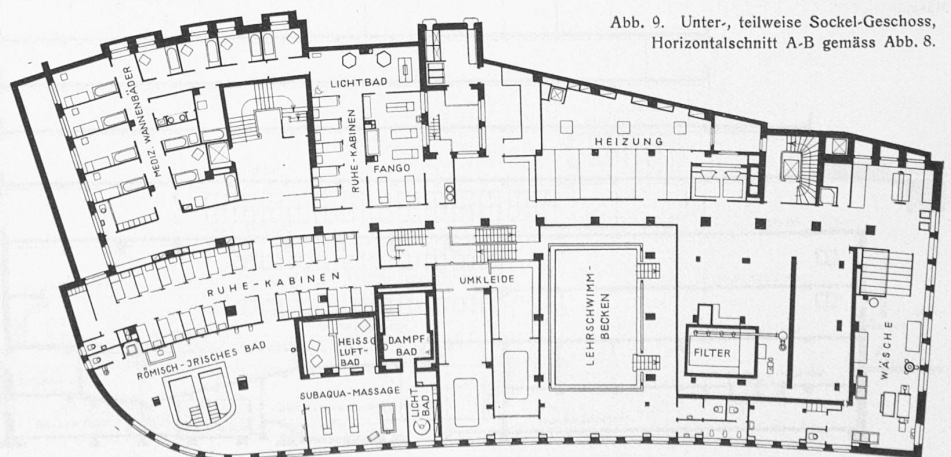 Abb. 9. Unter-, teilweise Sockel-Geschoss,
Horizontalschnitt A-B gemäss Abb. 8.
MEDIZ. WANNENBÄDER
LICHTBAD
RUHE-KABINEN
FANGO
HEIZUNG
RUHE-KABINEN
UMKLEIDE
LEHRSCHWIMM-
BECKEN
FILTER
WÄSCHE
RÖMISCH-JRISCHES BAD
HEISS
LUFT-
BAD
DAMPF
BAD
SUBAQUA-MASSAGE
LICHT
BAD